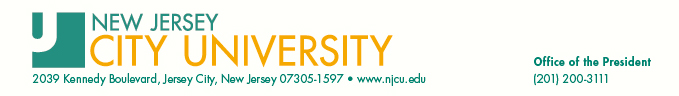 NEW JERSEY
CITY UNIVERSITY
2039 Kennedy Boulevard, Jersey City, New Jersey 07305-1597 • www.njcu.edu
Office of the President
(201) 200-3111